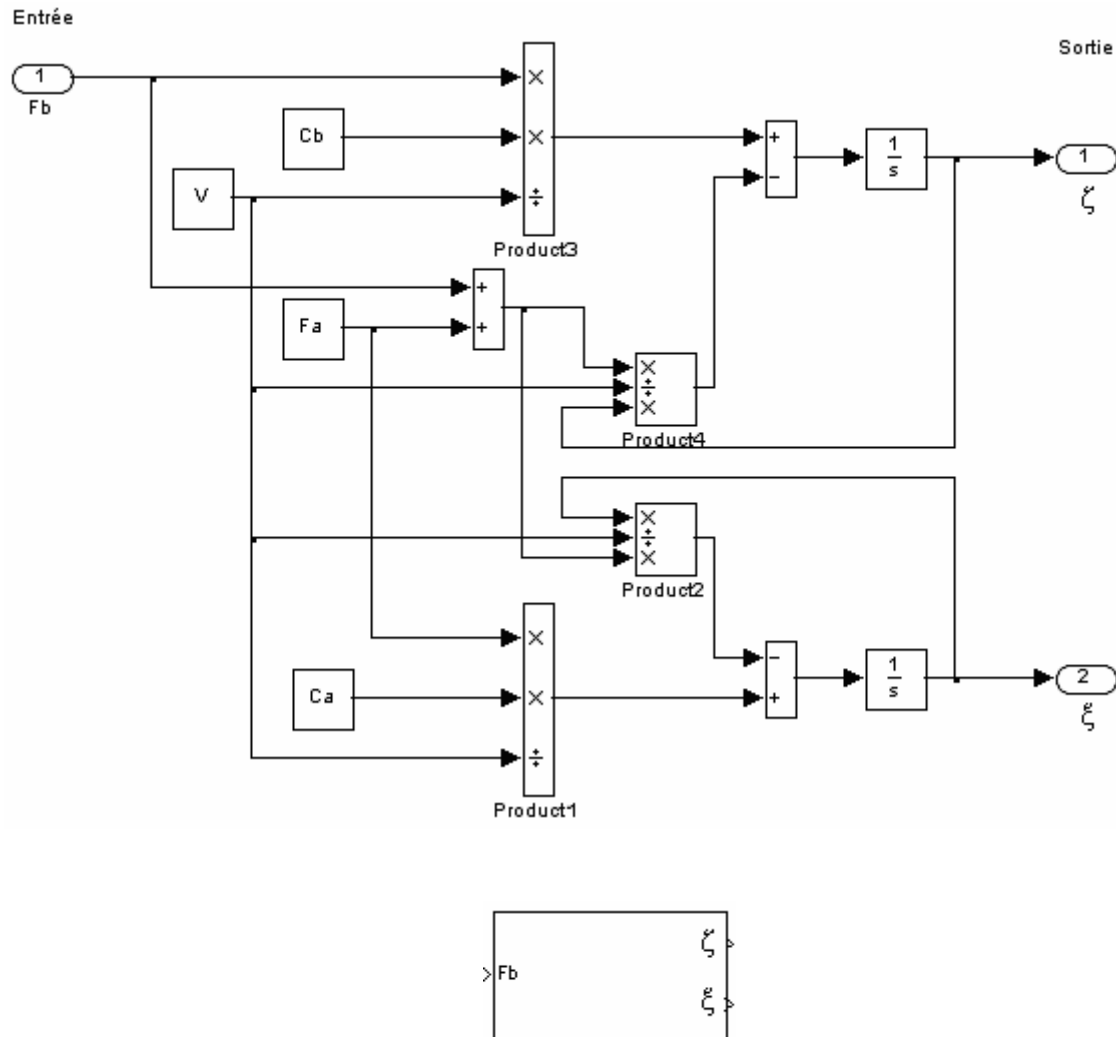 Entrée
Sortie
1
Fb
×
Cb
×
+
1
s
1
V
÷
−
ζ
Product3
+
Fa
+
×
÷
×
Product4
×
÷
×
Product2
×
−
1
s
2
Ca
×
+
ξ
÷
Product1
ζ
Fb
ξ